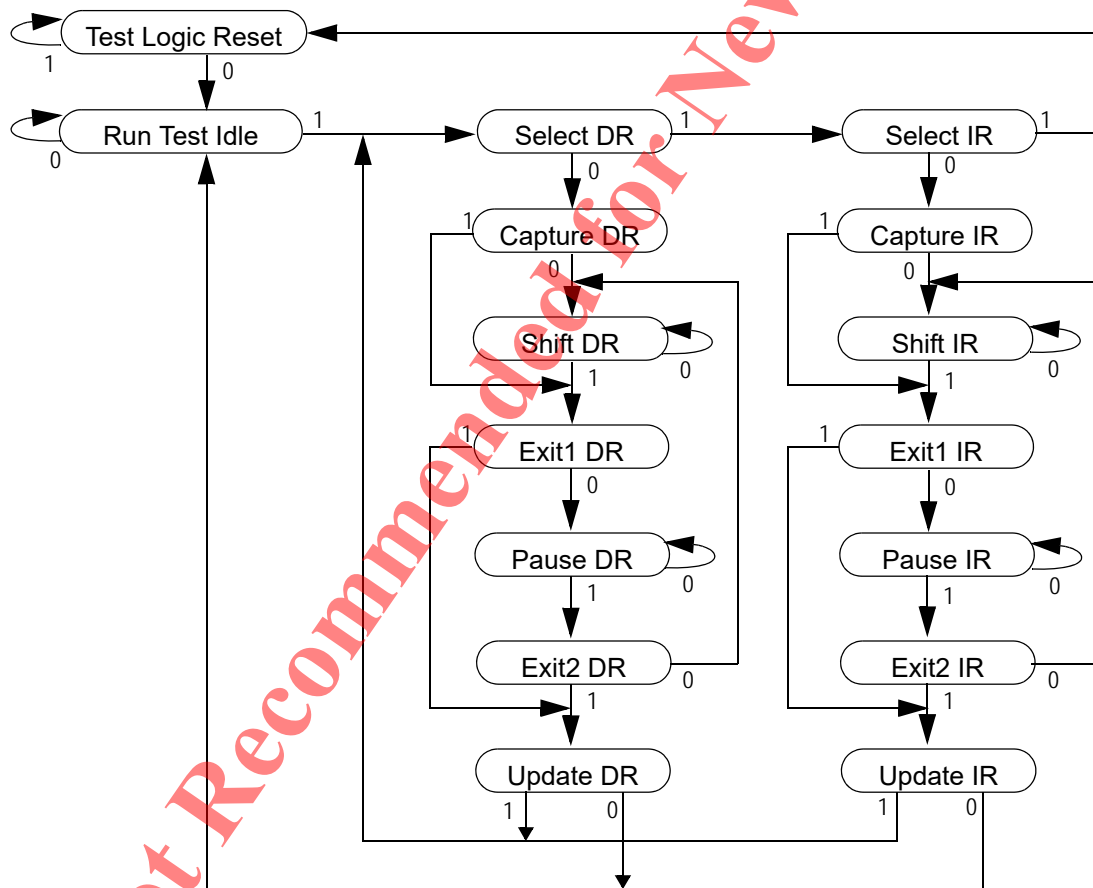 Test Logic Reset
1
0
Run Test Idle
0
1
Select DR
1
0
Select IR
1
0
Capture DR
1
0
Capture IR
1
0
Shift DR
0
1
Shift IR
0
1
Exit1 DR
1
0
Exit1 IR
1
0
Pause DR
0
1
Pause IR
0
1
Exit2 DR
0
1
Exit2 IR
0
1
Update DR
1
0
Update IR
1
0
Recommended for New